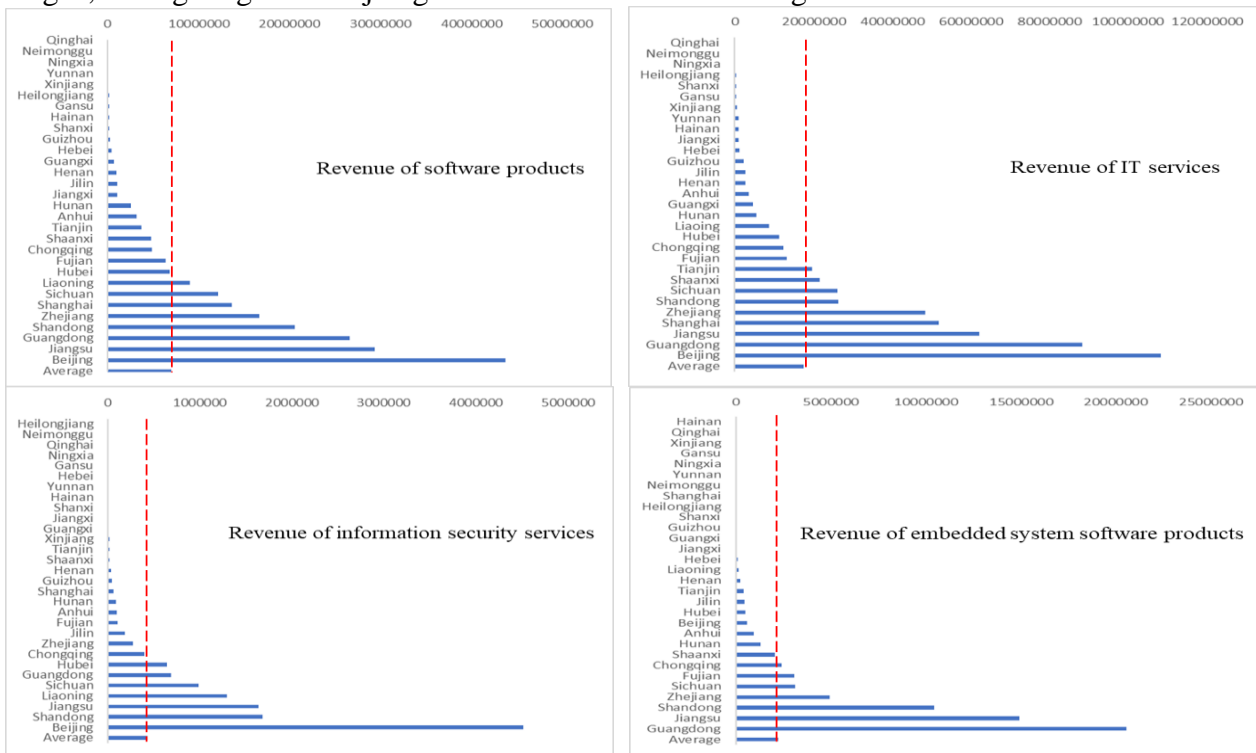 0 10000000 20000000 30000000 40000000 50000000
Qinghai
Neimonggu
Ningxia
Yunnan
Xinjiang
Heilongjiang
Gansu
Hainan
Shanxi
Guizhou
Hebei
Guangxi
Henan
Jilin
Jiangxi
Hunan
Anhui
Tianjin
Shaanxi
Chongqing
Fujian
Hubei
Liaoning
Sichuan
Shanghai
Zhejiang
Shandong
Guangdong
Jiangsu
Beijing
Average
Revenue of software products
0 20000000 40000000 60000000 80000000 100000000 120000000
Qinghai
Neimonggu
Ningxia
Heilongjiang
Shanxi
Gansu
Xinjiang
Yunnan
Hainan
Jiangxi
Hebei
Guizhou
Jilin
Henan
Anhui
Guangxi
Hunan
Liaoing
Hubei
Chongqing
Fujian
Tianjin
Shaanxi
Sichuan
Shandong
Zhejiang
Shanghai
Jiangsu
Guangdong
Beijing
Average
Revenue of IT services
0 1000000 2000000 3000000 4000000 5000000
Heilongjiang
Neimonggu
Qinghai
Ningxia
Gansu
Hebei
Yunnan
Hainan
Shanxi
Jiangxi
Guangxi
Xinjiang
Tianjin
Shaanxi
Henan
Guizhou
Shanghai
Hunan
Anhui
Fujian
Jilin
Zhejiang
Chongqing
Hubei
Guangdong
Sichuan
Liaoning
Jiangsu
Shandong
Beijing
Average
Revenue of information security services
0 5000000 10000000 15000000 20000000 25000000
Hainan
Qinghai
Xinjiang
Gansu
Ningxia
Yunnan
Neimonggu
Shanghai
Heilongjiang
Shanxi
Guizhou
Guangxi
Jiangxi
Hebei
Liaoning
Henan
Tianjin
Jilin
Hubei
Beijing
Anhui
Hunan
Shaanxi
Chongqing
Fujian
Sichuan
Zhejiang
Shandong
Jiangsu
Guangdong
Average
Revenue of embedded system software products